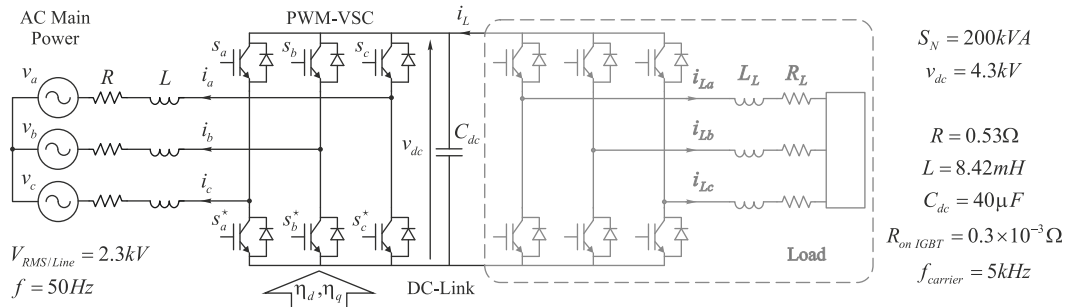 AC Main
Power
PWM-VSC
i_L
s_a
s_b
s_c
v_a
R
L
i_a
v_b
i_b
v_c
i_c
v_dc
C_dc
s_a*
s_b*
s_c*
V_RMS/Line = 2.3kV
f = 50Hz
η_d, η_q
DC-Link
L_L
R_L
i_La
i_Lb
i_Lc
Load
S_N = 200kVA
v_dc = 4.3kV
R = 0.53Ω
L = 8.42mH
C_dc = 40μF
R_on IGBT = 0.3×10⁻³Ω
f_carrier = 5kHz